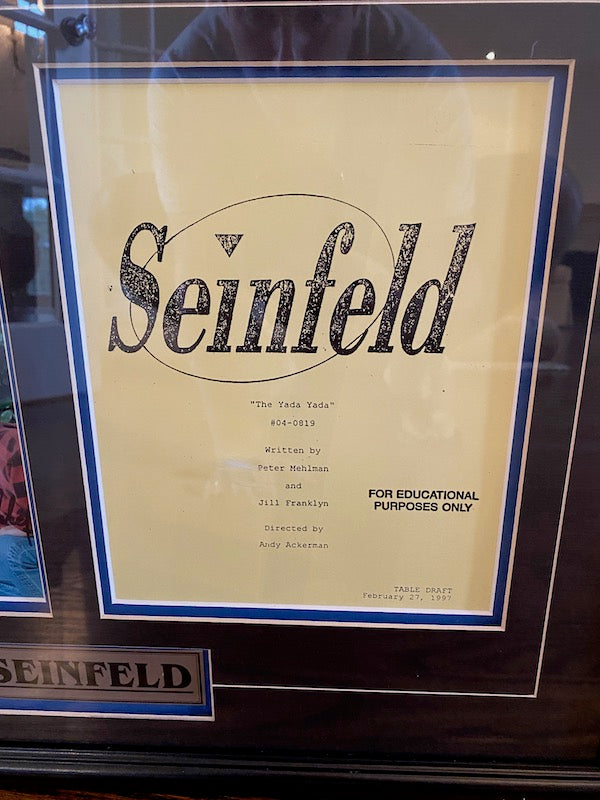 Seinfeld
"The Yada Yada"
#04-0819
Written by
Peter Mehlman
and
Jill Franklyn
FOR EDUCATIONAL
PURPOSES ONLY
Directed by
Andy Ackerman
TABLE DRAFT
February 27, 1997
SEINFELD